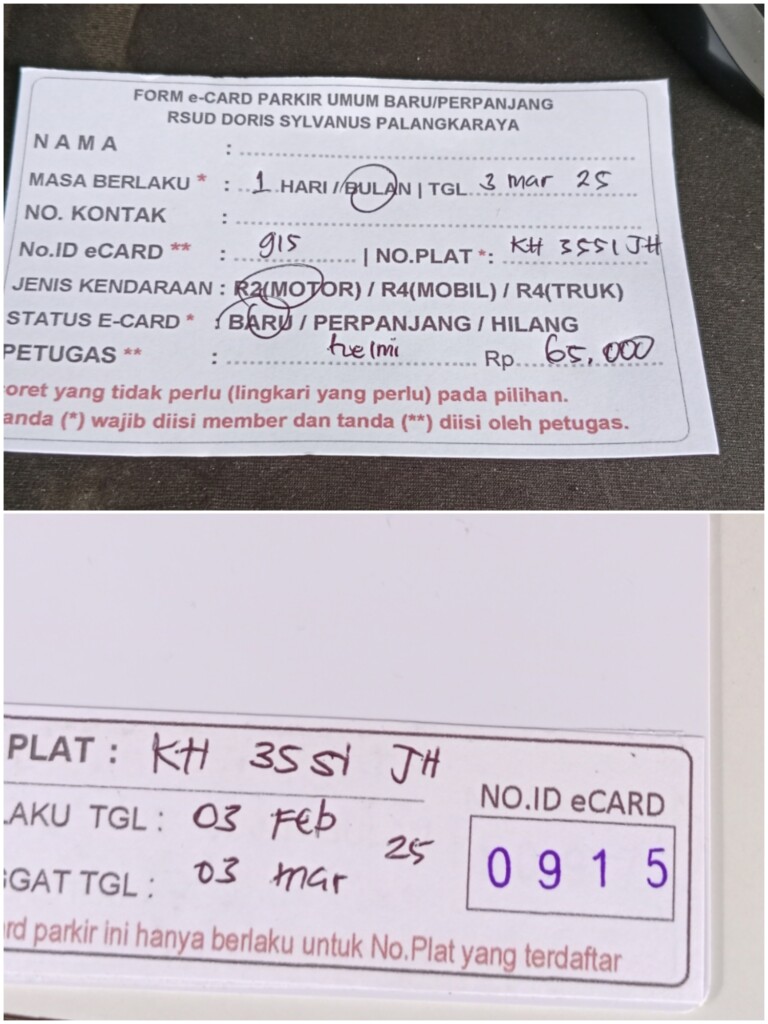 FORM e-CARD PARKIR UMUM BARU/PERPANJANG
RSUD DORIS SYLVANUS PALANGKARAYA
NAMA :
MASA BERLAKU * : 1 HARI / BULAN | TGL 3 Mar 25
NO. KONTAK :
No.ID eCARD ** : 915 | NO.PLAT *: KH 3551 JH
JENIS KENDARAAN : R2(MOTOR) / R4(MOBIL) / R4(TRUK)
STATUS E-CARD * : BARU / PERPANJANG / HILANG
PETUGAS ** : helmi Rp. 65.000
oret yang tidak perlu (lingkari yang perlu) pada pilihan.
anda (*) wajib diisi member dan tanda (**) diisi oleh petugas.
PLAT : KH 3551 JH
AKU TGL : 03 Feb 25
GAT TGL : 03 Mar
NO.ID eCARD
0915
rd parkir ini hanya berlaku untuk No.Plat yang terdaftar